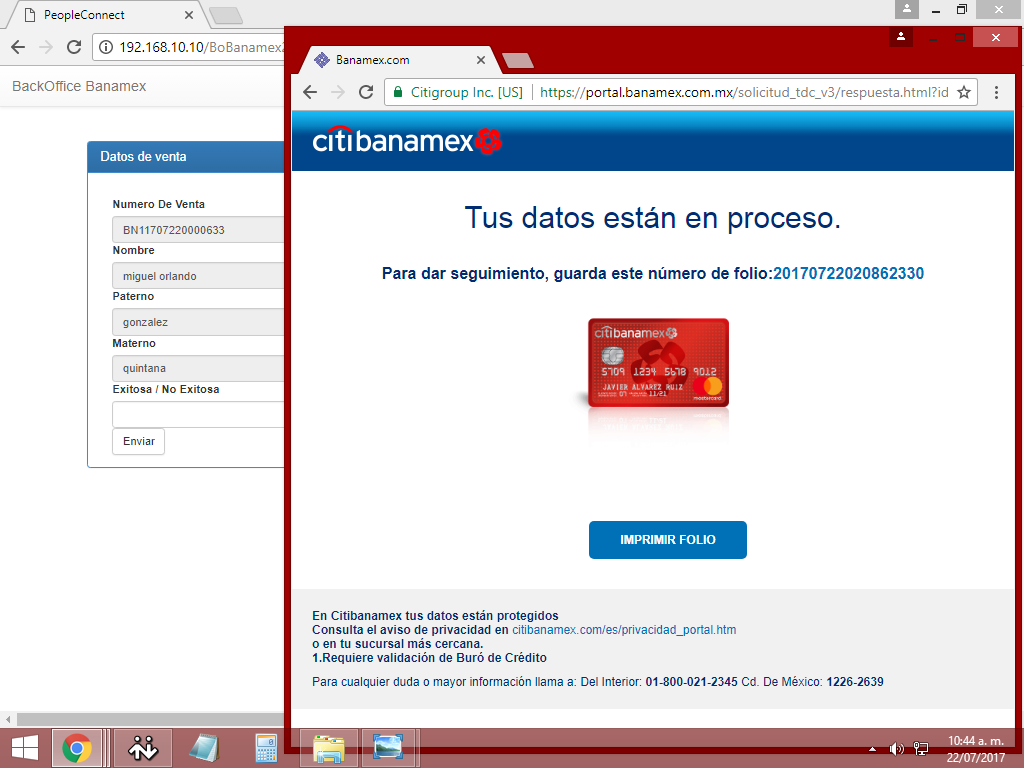 PeopleConnect
192.168.10.10/BoBanamex
BackOffice Banamex
Datos de venta
Numero De Venta
BN11707220000633
Nombre
miguel orlando
Paterno
gonzalez
Materno
quintana
Exitosa / No Exitosa
Enviar
Banamex.com
Citigroup Inc. [US]
https://portal.banamex.com.mx/solicitud_tdc_v3/respuesta.html?id
citibanamex
Tus datos están en proceso.
Para dar seguimiento, guarda este número de folio:20170722020862330
citibanamex
5709 1234 5678 9012
JAVIER ALVAREZ RUIZ
07 11/21
mastercard
IMPRIMIR FOLIO
En Citibanamex tus datos están protegidos
Consulta el aviso de privacidad en citibanamex.com/es/privacidad_portal.htm
o en tu sucursal más cercana.
1.Requiere validación de Buró de Crédito
Para cualquier duda o mayor información llama a: Del Interior: 01-800-021-2345 Cd. De México: 1226-2639
10:44 a. m.
22/07/2017